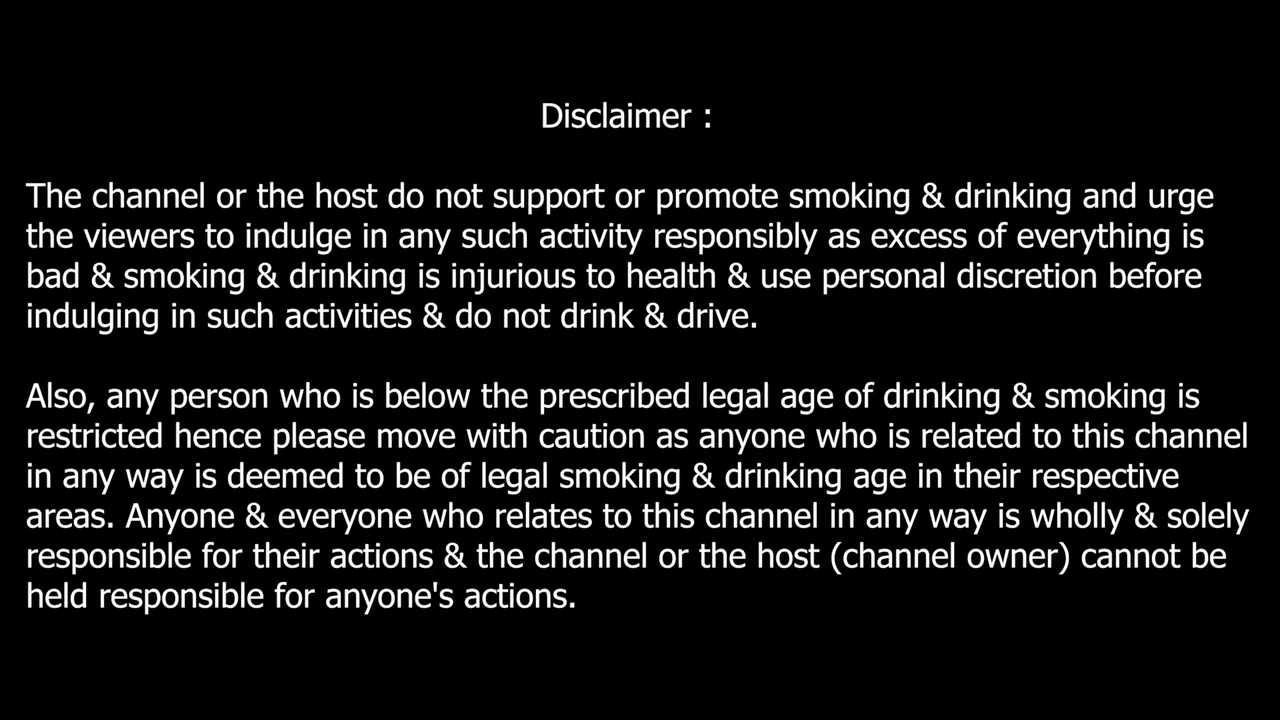 Disclaimer :
The channel or the host do not support or promote smoking & drinking and urge
the viewers to indulge in any such activity responsibly as excess of everything is
bad & smoking & drinking is injurious to health & use personal discretion before
indulging in such activities & do not drink & drive.
Also, any person who is below the prescribed legal age of drinking & smoking is
restricted hence please move with caution as anyone who is related to this channel
in any way is deemed to be of legal smoking & drinking age in their respective
areas. Anyone & everyone who relates to this channel in any way is wholly & solely
responsible for their actions & the channel or the host (channel owner) cannot be
held responsible for anyone's actions.